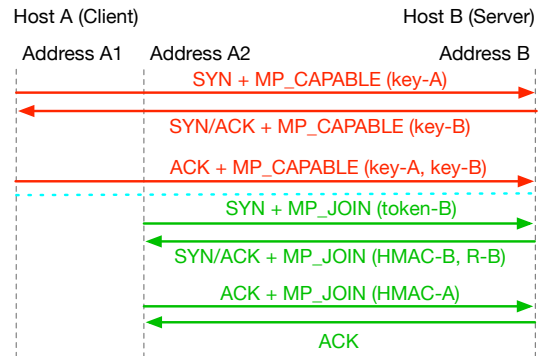 Host A (Client) Host B (Server)
Address A1 Address A2 Address B
SYN + MP_CAPABLE (key-A)
SYN/ACK + MP_CAPABLE (key-B)
ACK + MP_CAPABLE (key-A, key-B)
SYN + MP_JOIN (token-B)
SYN/ACK + MP_JOIN (HMAC-B, R-B)
ACK + MP_JOIN (HMAC-A)
ACK